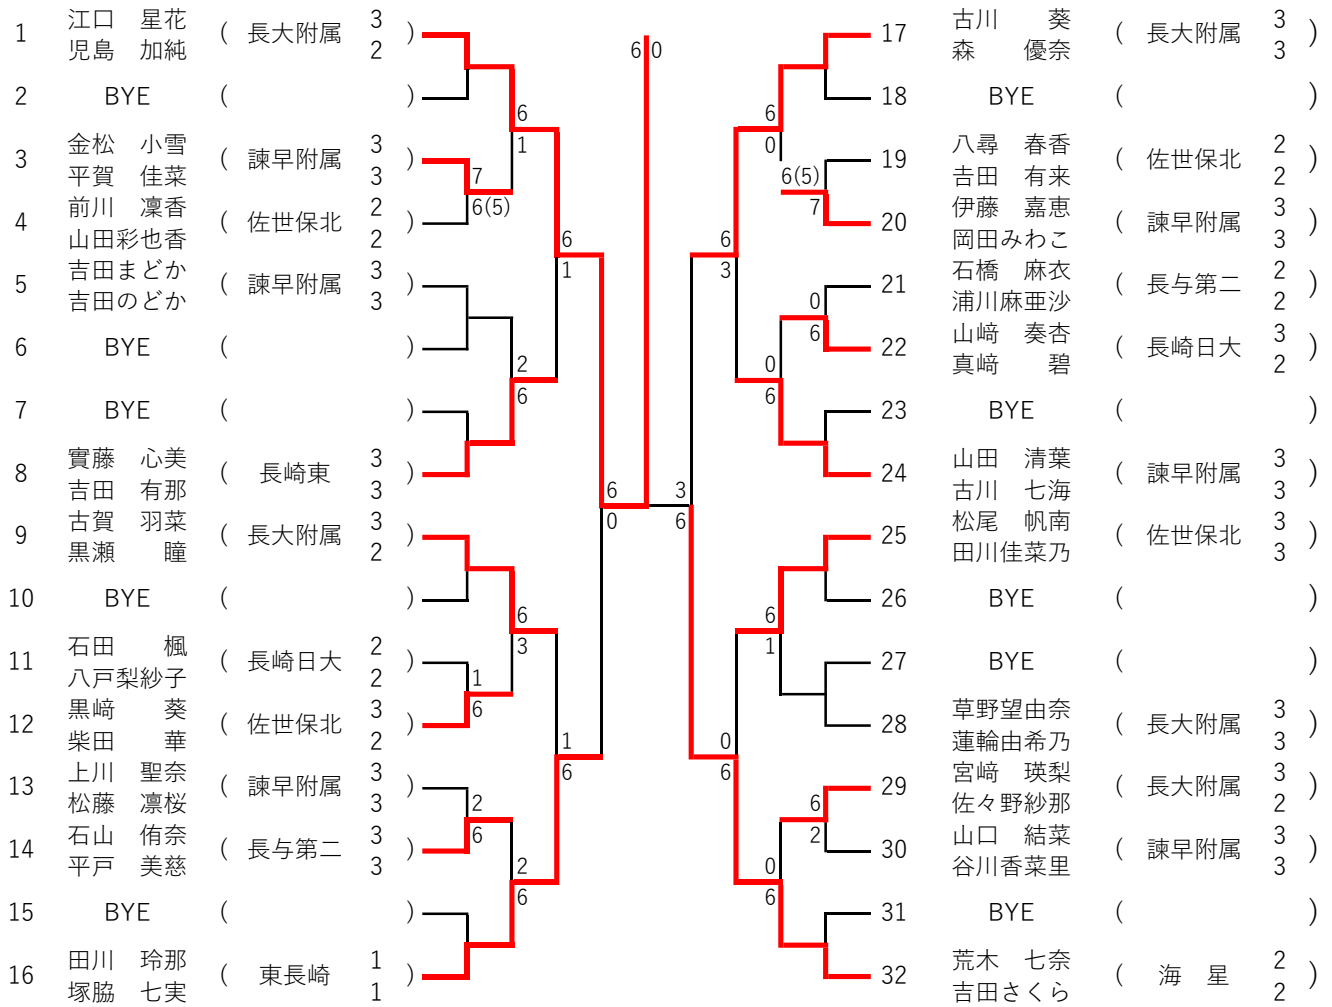 1 江口 星花 ( 長大附属 3 )
児島 加純 2
2 BYE ( )
3 金松 小雪 ( 諫早附属 3 )
平賀 佳菜 3
4 前川 凜香 ( 佐世保北 2 )
山田彩也香 2
5 吉田まどか ( 諫早附属 3 )
吉田のどか 3
6 BYE ( )
7 BYE ( )
8 實藤 心美 ( 長崎東 3 )
吉田 有那 3
9 古賀 羽菜 ( 長大附属 3 )
黒瀬 瞳 2
10 BYE ( )
11 石田 楓 ( 長崎日大 2 )
八戸梨紗子 2
12 黒﨑 葵 ( 佐世保北 3 )
柴田 華 2
13 上川 聖奈 ( 諫早附属 3 )
松藤 凛桜 3
14 石山 侑奈 ( 長与第二 3 )
平戸 美慈 3
15 BYE ( )
16 田川 玲那 ( 東長崎 1 )
塚脇 七実 1
7
6(5)
1
6
2
6
6
1
2
6
6
3
2
6
6
1
1
6
6
0
6 0
3
6
6
3
0
6
6
0
0
6
6
1
0
6
6(5)
7
0
6
6
2
17 古川 葵 ( 長大附属 3 )
森 優奈 3
18 BYE ( )
19 八尋 春香 ( 佐世保北 2 )
吉田 有来 2
20 伊藤 嘉恵 ( 諫早附属 3 )
岡田みわこ 3
21 石橋 麻衣 ( 長与第二 2 )
浦川麻亜沙 2
22 山﨑 奏杏 ( 長崎日大 3 )
真﨑 碧 2
23 BYE ( )
24 山田 清葉 ( 諫早附属 3 )
古川 七海 3
25 松尾 帆南 ( 佐世保北 3 )
田川佳菜乃 3
26 BYE ( )
27 BYE ( )
28 草野望由奈 ( 長大附属 3 )
蓮輪由希乃 3
29 宮﨑 瑛梨 ( 長大附属 3 )
佐々野紗那 2
30 山口 結菜 ( 諫早附属 3 )
谷川香菜里 3
31 BYE ( )
32 荒木 七奈 ( 海 星 2 )
吉田さくら 2